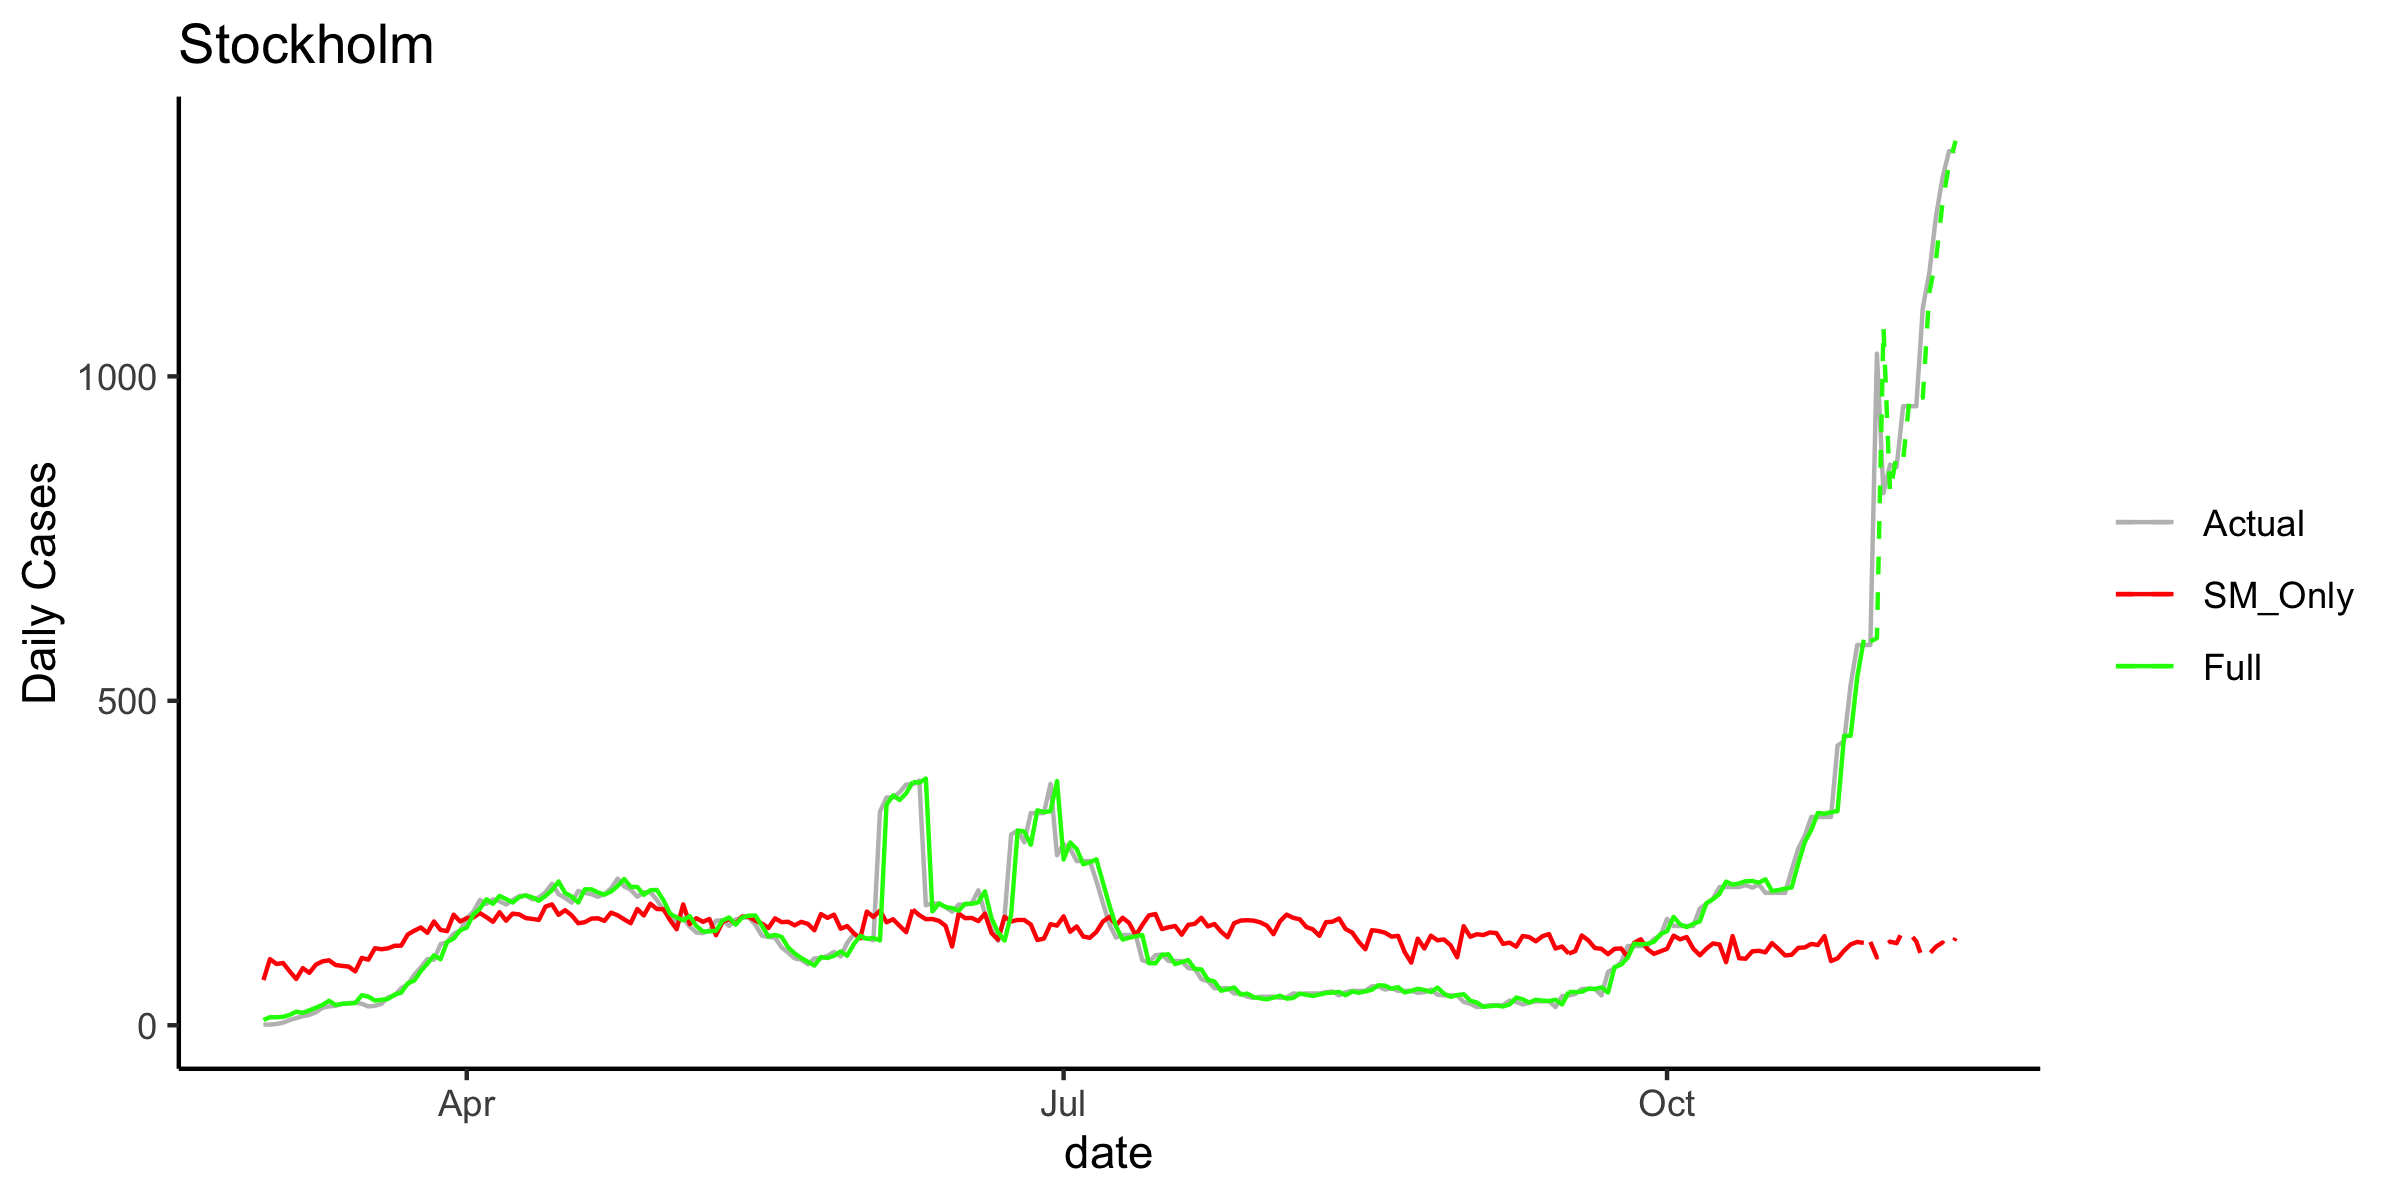 Stockholm
Daily Cases
1000
500
0
Apr
Jul
Oct
date
Actual
SM_Only
Full